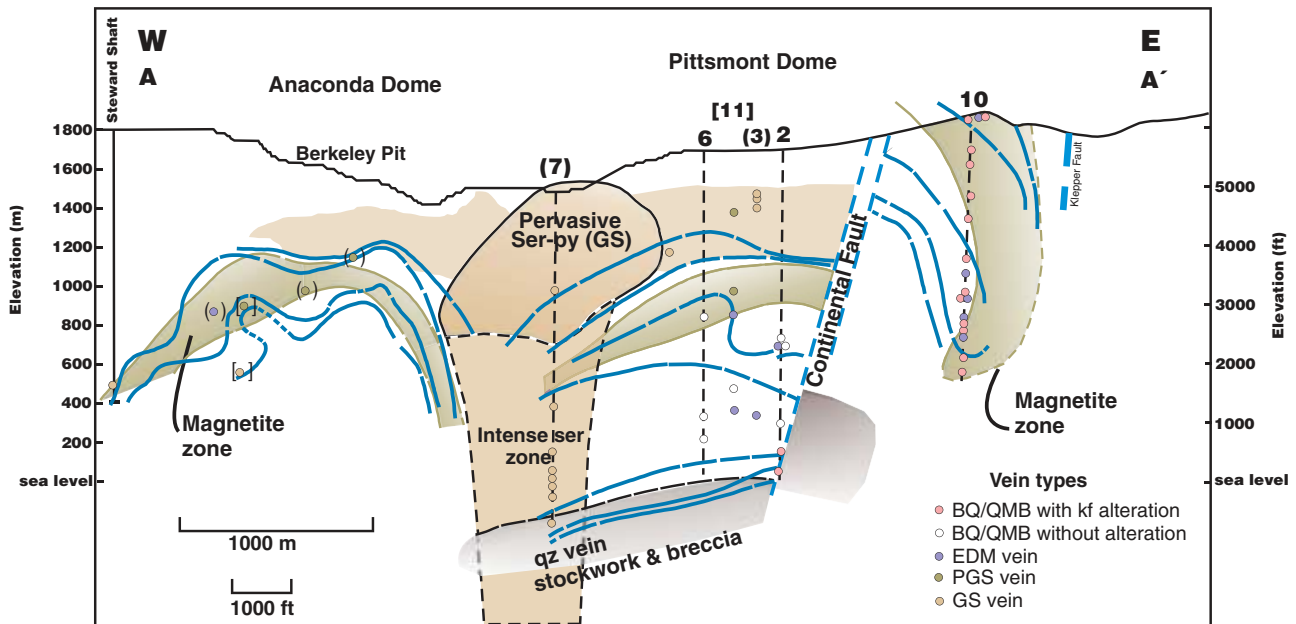 Steward Shaft
W
A
E
A´
Anaconda Dome
Pittsmont Dome
Berkeley Pit
[11]
(7)
6
(3)
2
10
Elevation (m)
1800
1600
1400
1200
1000
800
600
400
200
sea level
Elevation (ft)
5000
4000
3000
2000
1000
sea level
Pervasive
Ser-py (GS)
Continental Fault
Klepper Fault
( )
( )
( )
[ ]
[ ]
Magnetite
zone
Intense ser
zone
Magnetite
zone
qz vein
stockwork & breccia
1000 m
1000 ft
Vein types
BQ/QMB with kf alteration
BQ/QMB without alteration
EDM vein
PGS vein
GS vein